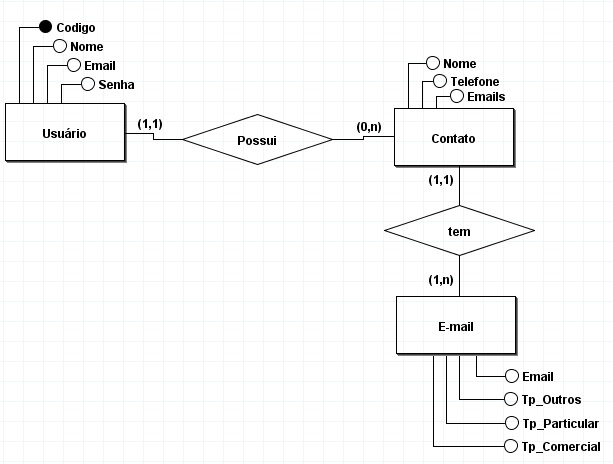 Codigo
Nome
Email
Senha
Usuário
(1,1)
Possui
(0,n)
Nome
Telefone
Emails
Contato
(1,1)
tem
(1,n)
E-mail
Email
Tp_Outros
Tp_Particular
Tp_Comercial